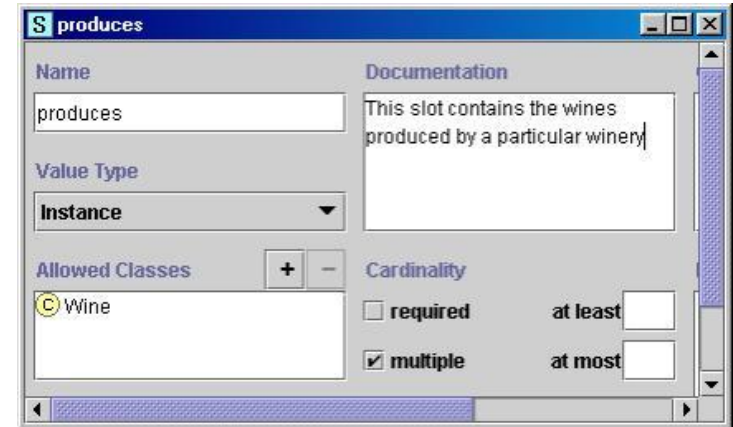 S produces
Name
Documentation
produces
This slot contains the wines
produced by a particular winery
Value Type
Instance
Allowed Classes
+ -
Cardinality
C Wine
required
at least
multiple
at most